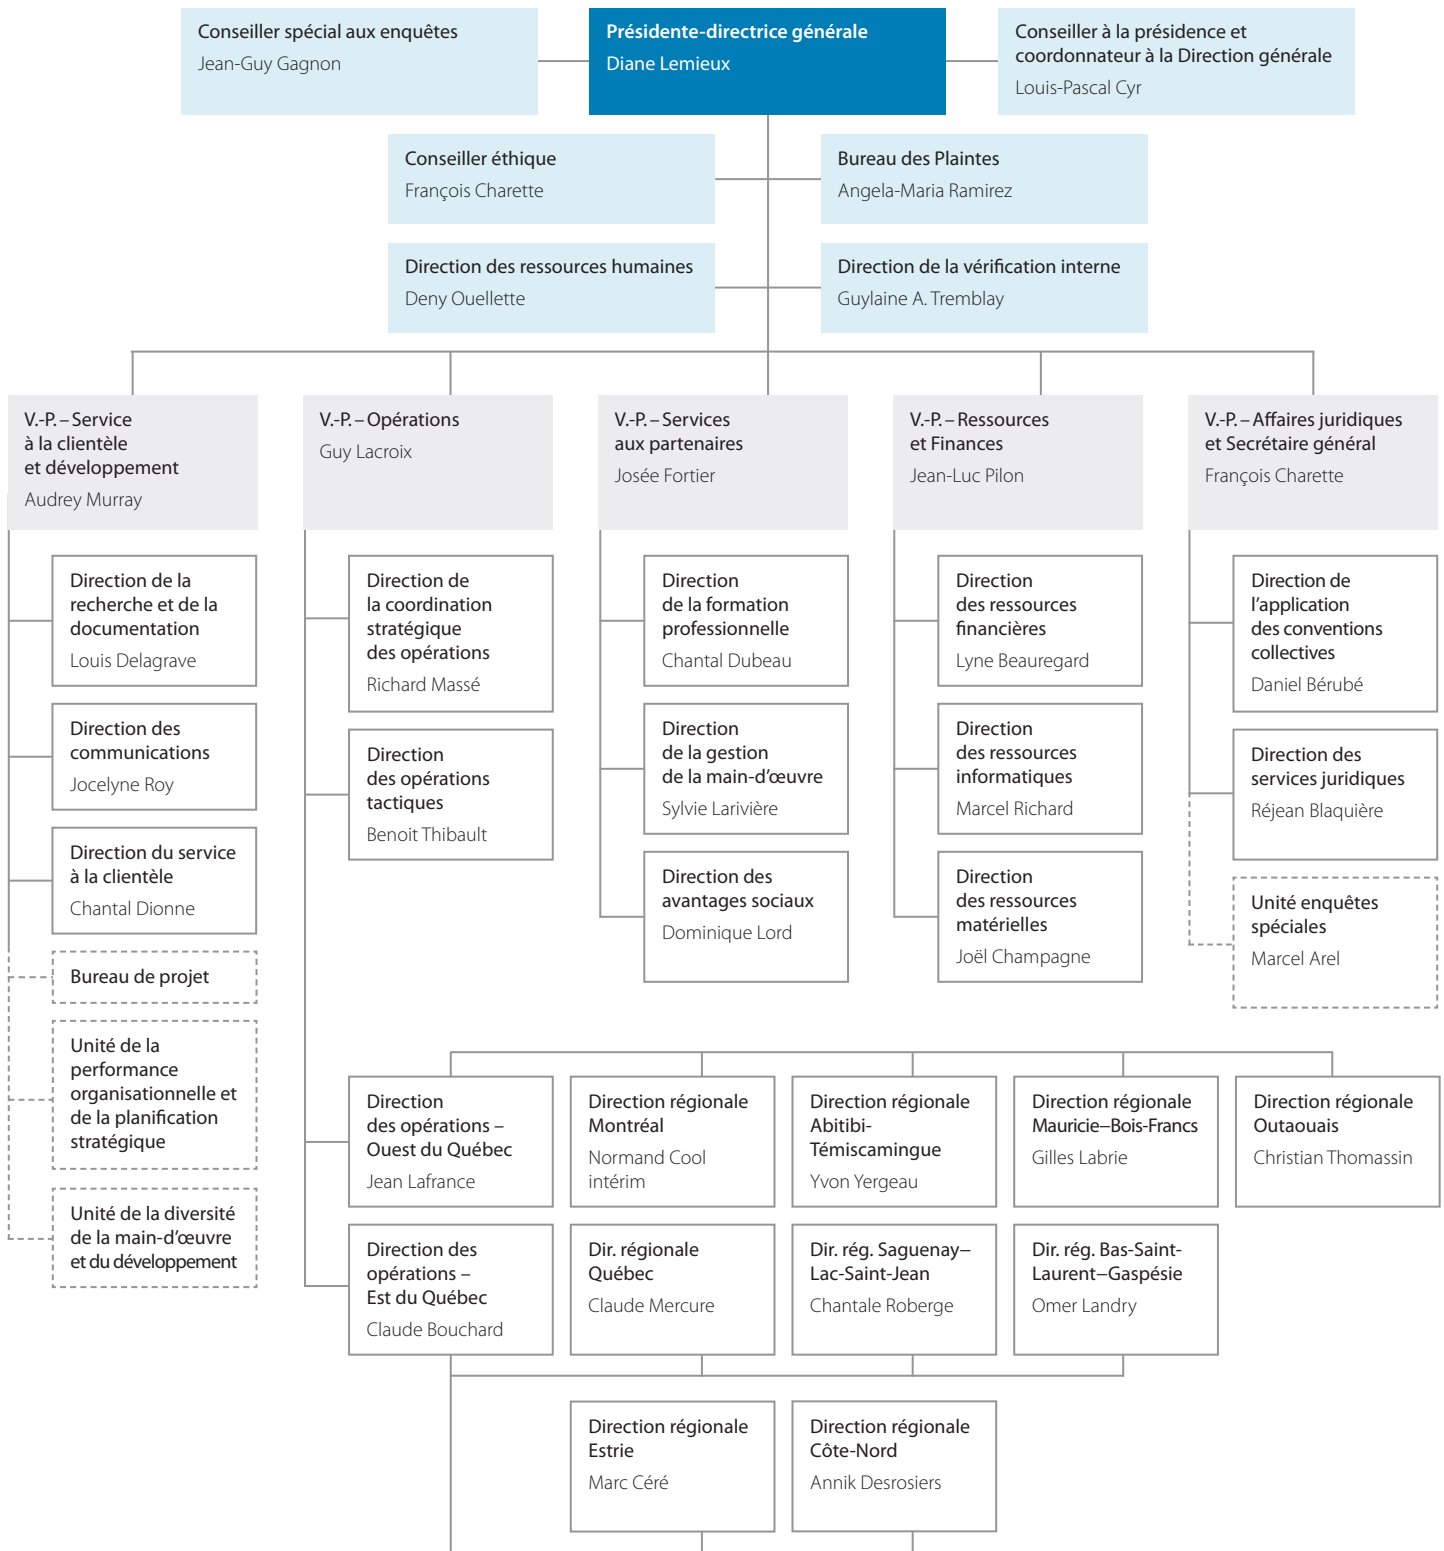 Conseiller spécial aux enquêtes
Jean-Guy Gagnon
Présidente-directrice générale
Diane Lemieux
Conseiller à la présidence et
coordonnateur à la Direction générale
Louis-Pascal Cyr
Conseiller éthique
François Charette
Bureau des Plaintes
Angela-Maria Ramirez
Direction des ressources humaines
Deny Ouellette
Direction de la vérification interne
Guylaine A. Tremblay
V.-P. – Service
à la clientèle
et développement
Audrey Murray
V.-P. – Opérations
Guy Lacroix
V.-P. – Services
aux partenaires
Josée Fortier
V.-P. – Ressources
et Finances
Jean-Luc Pilon
V.-P. – Affaires juridiques
et Secrétaire général
François Charette
Direction de la
recherche et de la
documentation
Louis Delagrave
Direction des
communications
Jocelyne Roy
Direction du service
à la clientèle
Chantal Dionne
Bureau de projet
Unité de la
performance
organisationnelle et
de la planification
stratégique
Unité de la diversité
de la main-d'œuvre
et du développement
Direction de
la coordination
stratégique
des opérations
Richard Massé
Direction
des opérations
tactiques
Benoit Thibault
Direction
de la formation
professionnelle
Chantal Dubeau
Direction
de la gestion
de la main-d'œuvre
Sylvie Larivière
Direction des
avantages sociaux
Dominique Lord
Direction
des ressources
financières
Lyne Beauregard
Direction
des ressources
informatiques
Marcel Richard
Direction
des ressources
matérielles
Joël Champagne
Direction de
l'application
des conventions
collectives
Daniel Bérubé
Direction des
services juridiques
Réjean Blaquière
Unité enquêtes
spéciales
Marcel Arel
Direction
des opérations –
Ouest du Québec
Jean Lafrance
Direction régionale
Montréal
Normand Cool
intérim
Direction régionale
Abitibi-
Témiscamingue
Yvon Yergeau
Direction régionale
Mauricie–Bois-Francs
Gilles Labrie
Direction régionale
Outaouais
Christian Thomassin
Direction des
opérations –
Est du Québec
Claude Bouchard
Dir. régionale
Québec
Claude Mercure
Dir. rég. Saguenay–
Lac-Saint-Jean
Chantale Roberge
Dir. rég. Bas-Saint-
Laurent–Gaspésie
Omer Landry
Direction régionale
Estrie
Marc Céré
Direction régionale
Côte-Nord
Annik Desrosiers